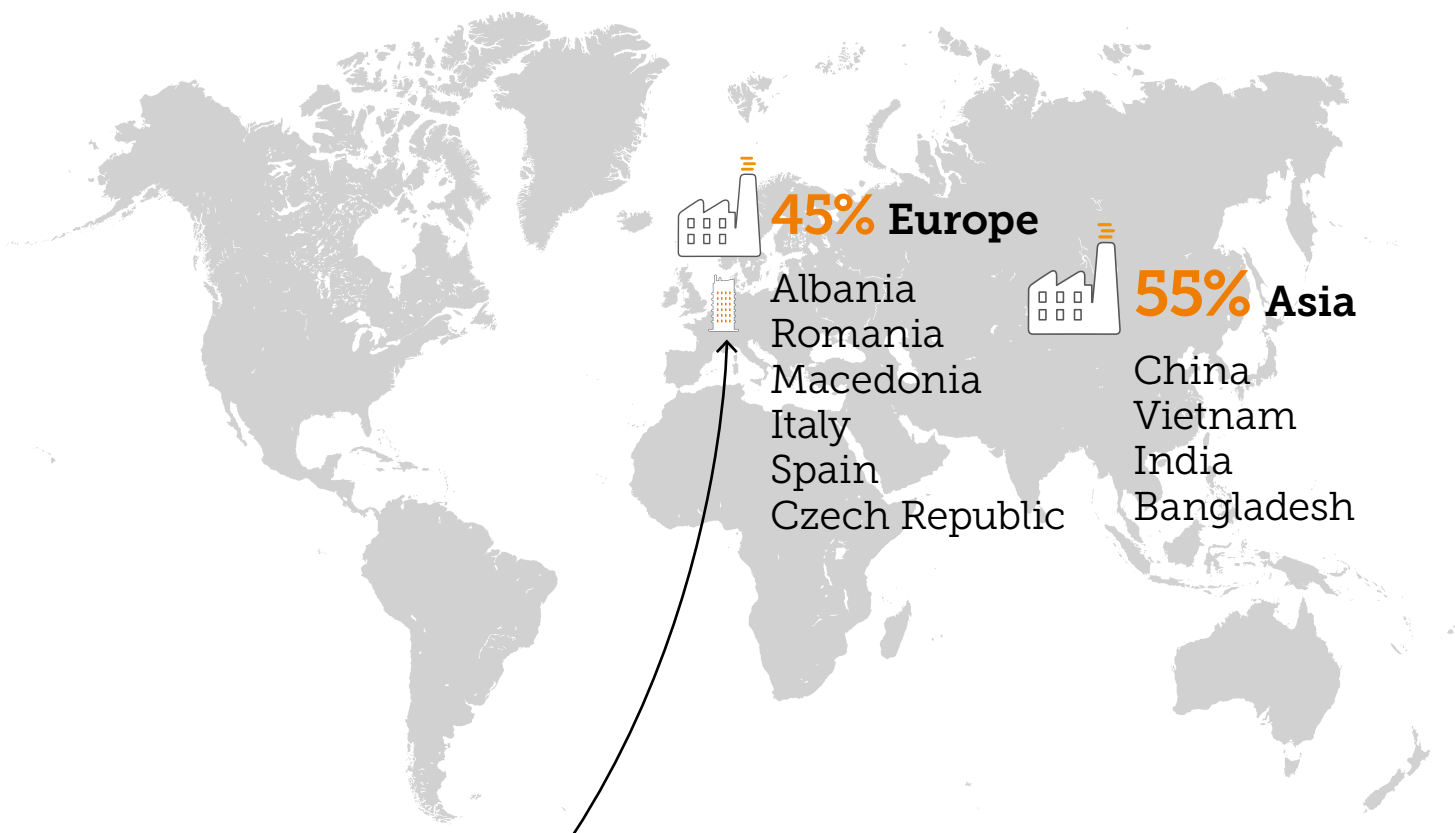 45% Europe
Albania
Romania
Macedonia
Italy
Spain
Czech Republic
55% Asia
China
Vietnam
India
Bangladesh